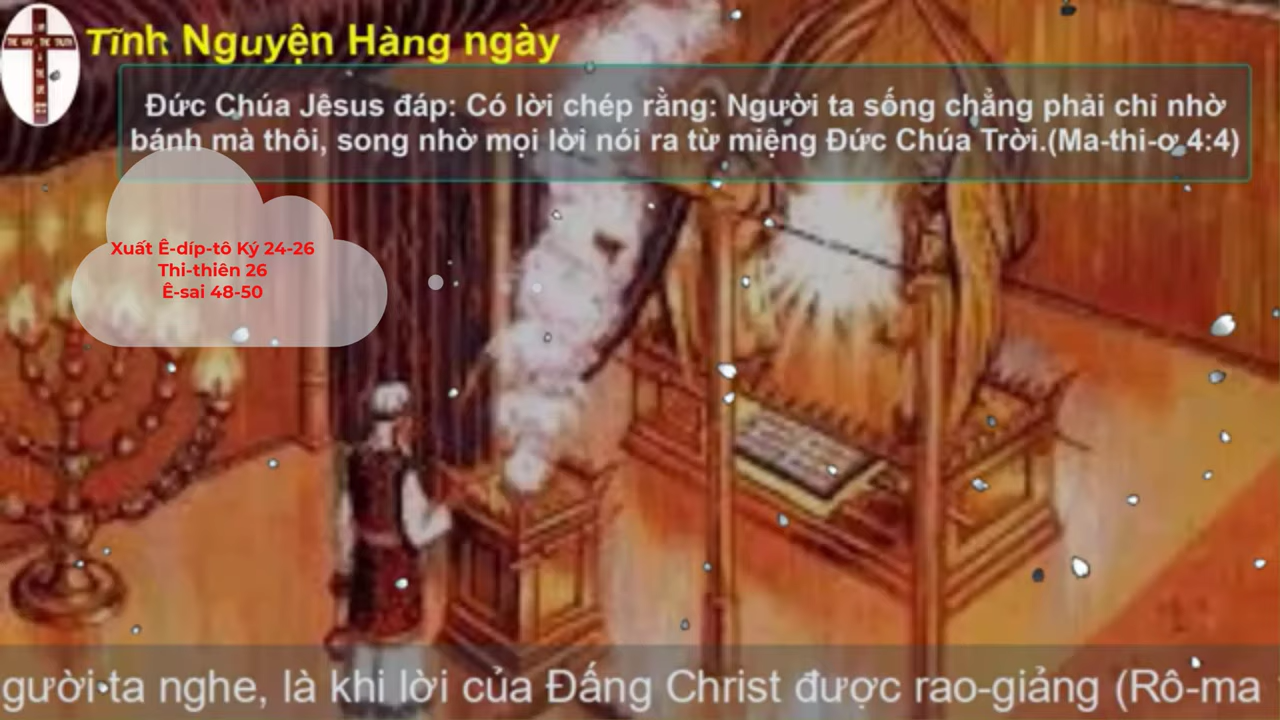 Tĩnh Nguyện Hàng ngày
Đức Chúa Jêsus đáp: Có lời chép rằng: Người ta sống chẳng phải chỉ nhờ
bánh mà thôi, song nhờ mọi lời nói ra từ miệng Đức Chúa Trời.(Ma-thi-ơ 4:4)
Xuất Ê-díp-tô Ký 24-26
Thi-thiên 26
Ê-sai 48-50
gười ta nghe, là khi lời của Đấng Christ được rao-giảng (Rô-ma